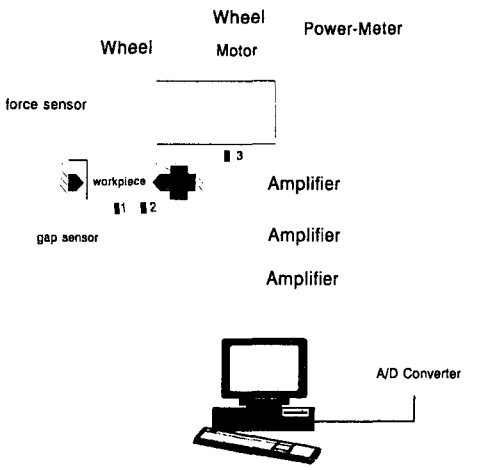 Wheel
Power-Meter
Wheel
Motor
force sensor
3
workpiece
Amplifier
1 2
gap sensor
Amplifier
Amplifier
A/D Converter